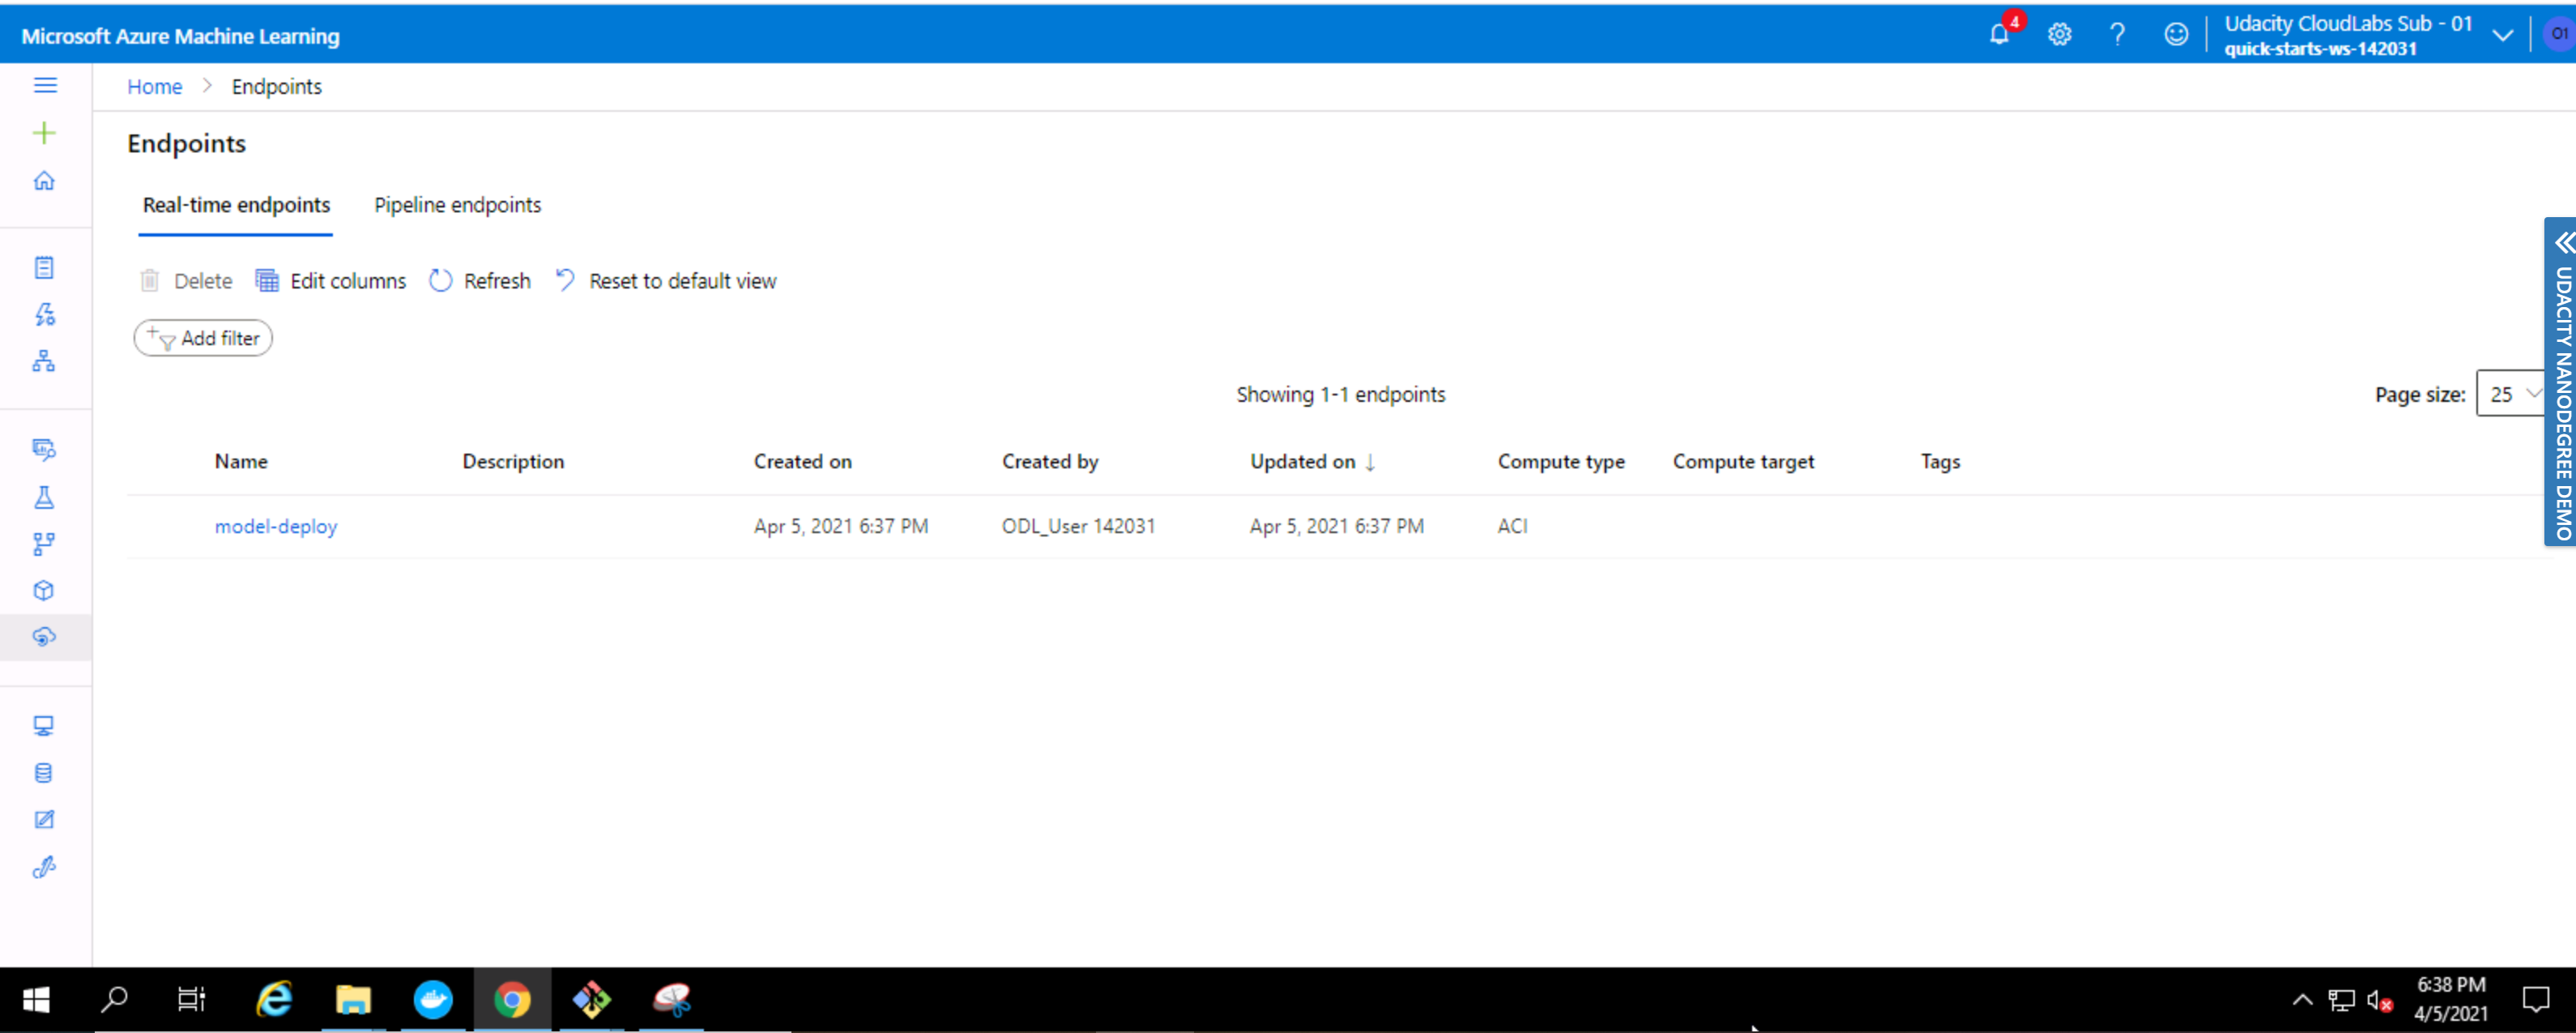 Microsoft Azure Machine Learning
4
Udacity CloudLabs Sub - 01
quick-starts-ws-142031
O1
Home > Endpoints
Endpoints
Real-time endpoints Pipeline endpoints
Delete Edit columns Refresh Reset to default view
Add filter
Showing 1-1 endpoints
Page size: 25
Name Description Created on Created by Updated on ↓ Compute type Compute target Tags
model-deploy Apr 5, 2021 6:37 PM ODL_User 142031 Apr 5, 2021 6:37 PM ACI
UDACITY NANODEGREE DEMO
6:38 PM
4/5/2021